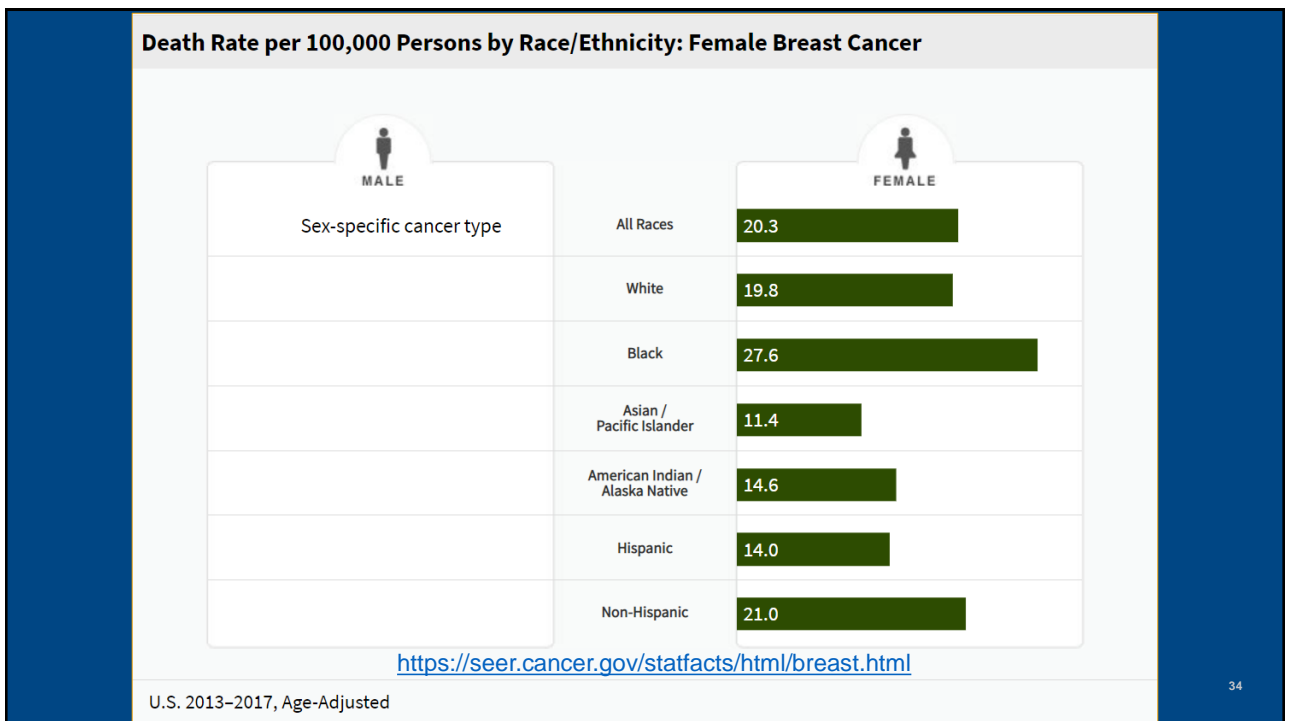 Death Rate per 100,000 Persons by Race/Ethnicity: Female Breast Cancer
MALE
FEMALE
Sex-specific cancer type
All Races
20.3
White
19.8
Black
27.6
Asian /
Pacific Islander
11.4
American Indian /
Alaska Native
14.6
Hispanic
14.0
Non-Hispanic
21.0
https://seer.cancer.gov/statfacts/html/breast.html
U.S. 2013–2017, Age-Adjusted
34